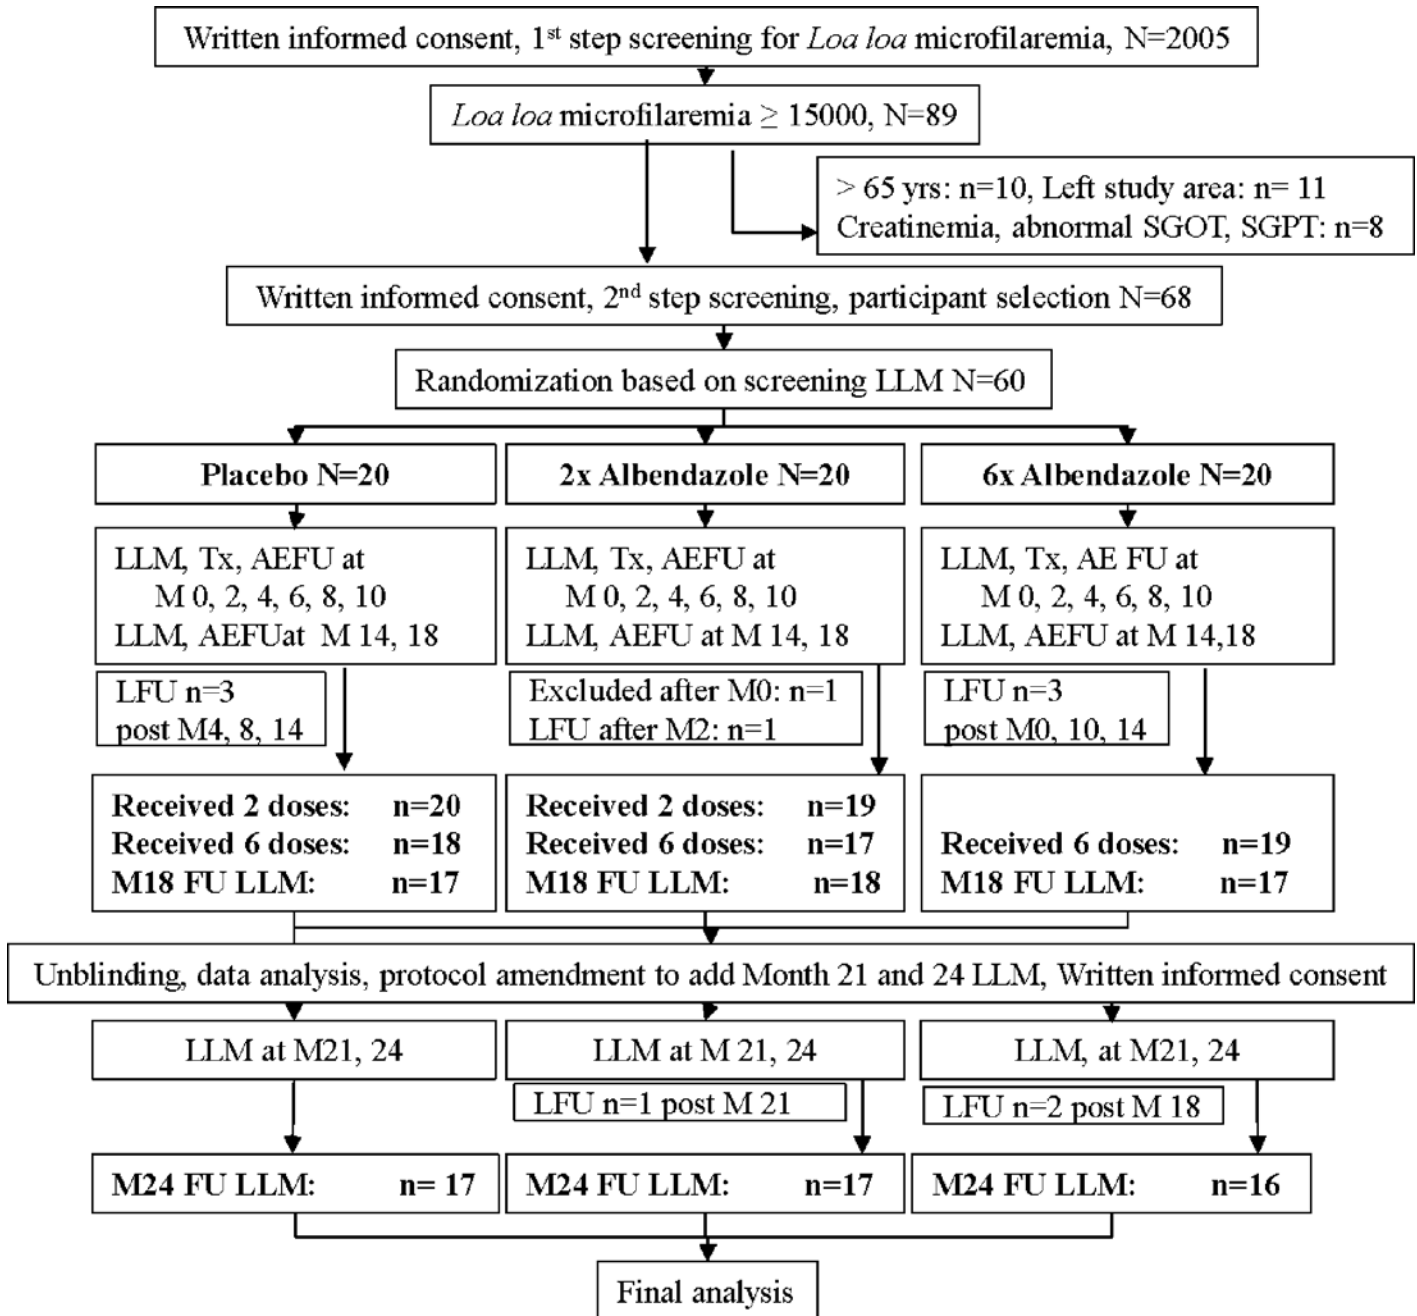 Written informed consent, 1st step screening for Loa loa microfilaremia, N=2005
Loa loa microfilaremia ≥ 15000, N=89
> 65 yrs: n=10, Left study area: n= 11
Creatinemia, abnormal SGOT, SGPT: n=8
Written informed consent, 2nd step screening, participant selection N=68
Randomization based on screening LLM N=60
Placebo N=20
2x Albendazole N=20
6x Albendazole N=20
LLM, Tx, AEFU at
M 0, 2, 4, 6, 8, 10
LLM, AEFUat M 14, 18
LLM, Tx, AEFU at
M 0, 2, 4, 6, 8, 10
LLM, AEFU at M 14, 18
LLM, Tx, AE FU at
M 0, 2, 4, 6, 8, 10
LLM, AEFU at M 14,18
LFU n=3
post M4, 8, 14
Excluded after M0: n=1
LFU after M2: n=1
LFU n=3
post M0, 10, 14
Received 2 doses: n=20
Received 6 doses: n=18
M18 FU LLM: n=17
Received 2 doses: n=19
Received 6 doses: n=17
M18 FU LLM: n=18
Received 6 doses: n=19
M18 FU LLM: n=17
Unblinding, data analysis, protocol amendment to add Month 21 and 24 LLM, Written informed consent
LLM at M21, 24
LLM at M 21, 24
LLM, at M21, 24
LFU n=1 post M 21
LFU n=2 post M 18
M24 FU LLM: n= 17
M24 FU LLM: n=17
M24 FU LLM: n=16
Final analysis